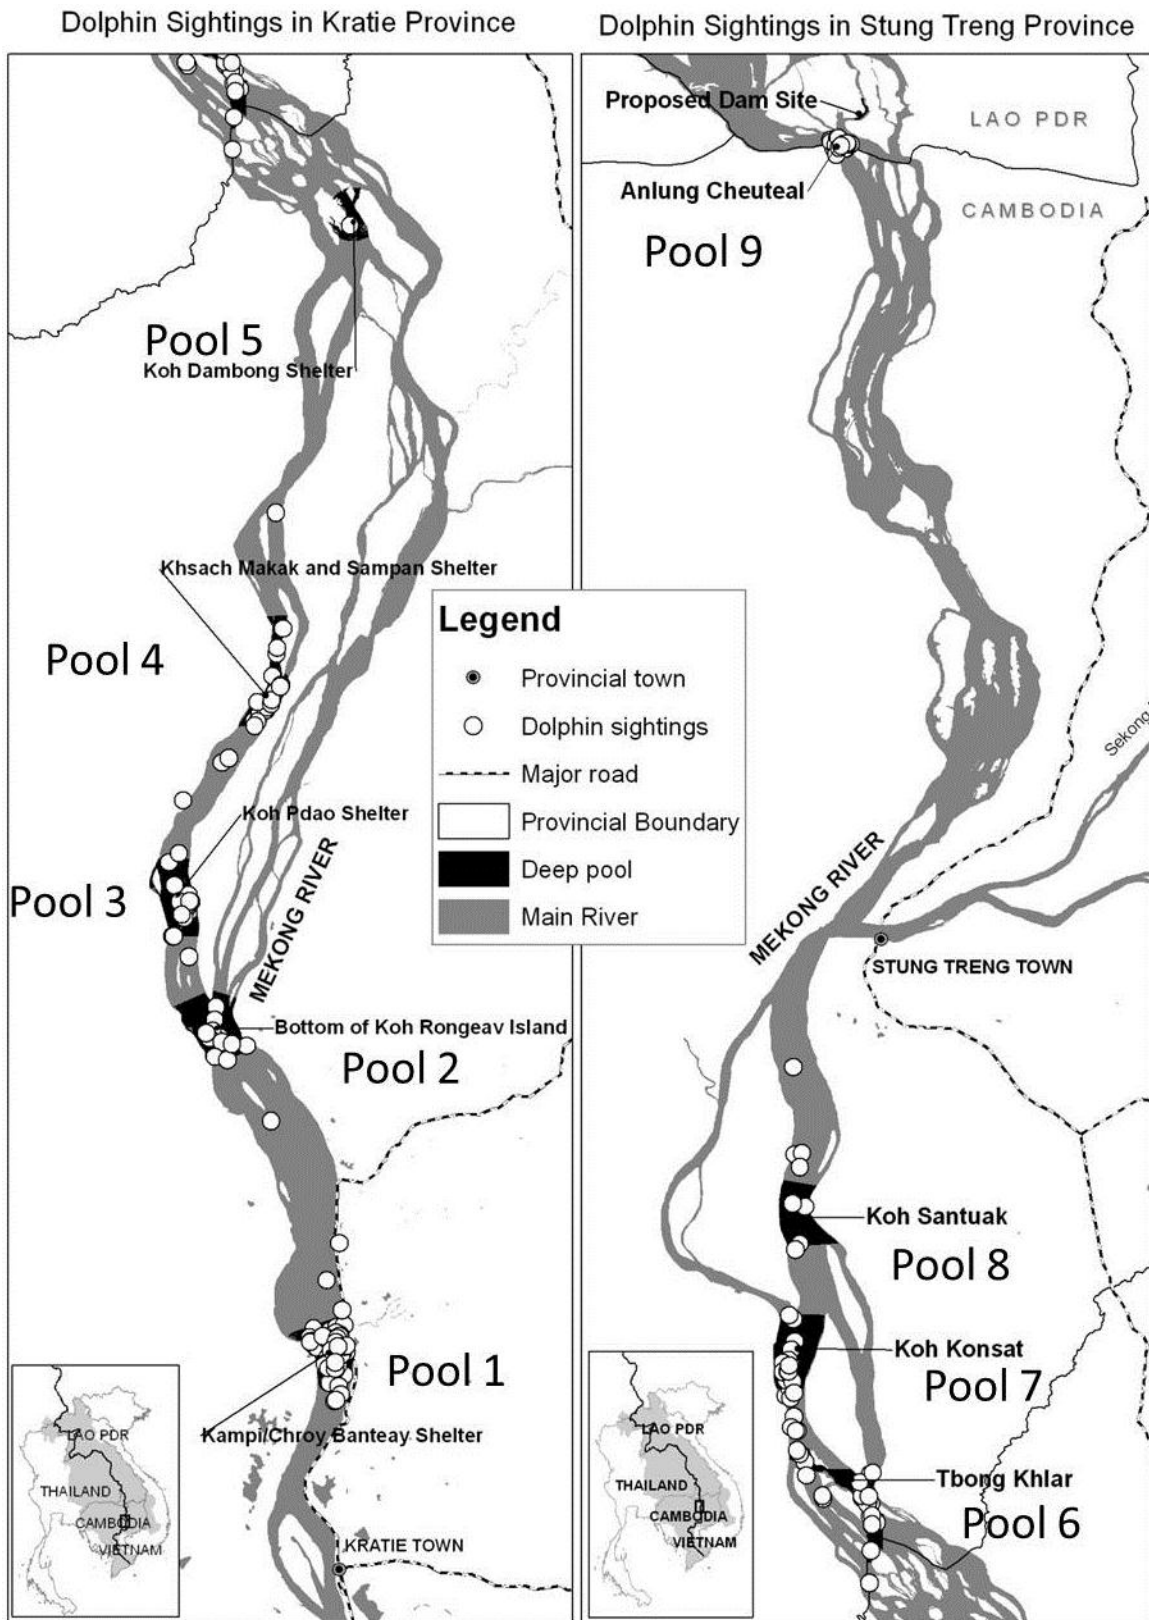 Dolphin Sightings in Kratie Province
Pool 5
Koh Dambong Shelter
Khsach Makak and Sampan Shelter
Pool 4
Koh Pdao Shelter
Pool 3
MEKONG RIVER
Bottom of Koh Rongeav Island
Pool 2
Pool 1
Kampi/Chroy Banteay Shelter
KRATIE TOWN
LAO PDR
THAILAND
CAMBODIA
VIETNAM
Legend
Provincial town
Dolphin sightings
Major road
Provincial Boundary
Deep pool
Main River
Dolphin Sightings in Stung Treng Province
Proposed Dam Site
LAO PDR
Anlung Cheuteal
CAMBODIA
Pool 9
Sekong
MEKONG RIVER
STUNG TRENG TOWN
Koh Santuak
Pool 8
Koh Konsat
Pool 7
Tbong Khlar
Pool 6
LAO PDR
THAILAND
CAMBODIA
VIETNAM